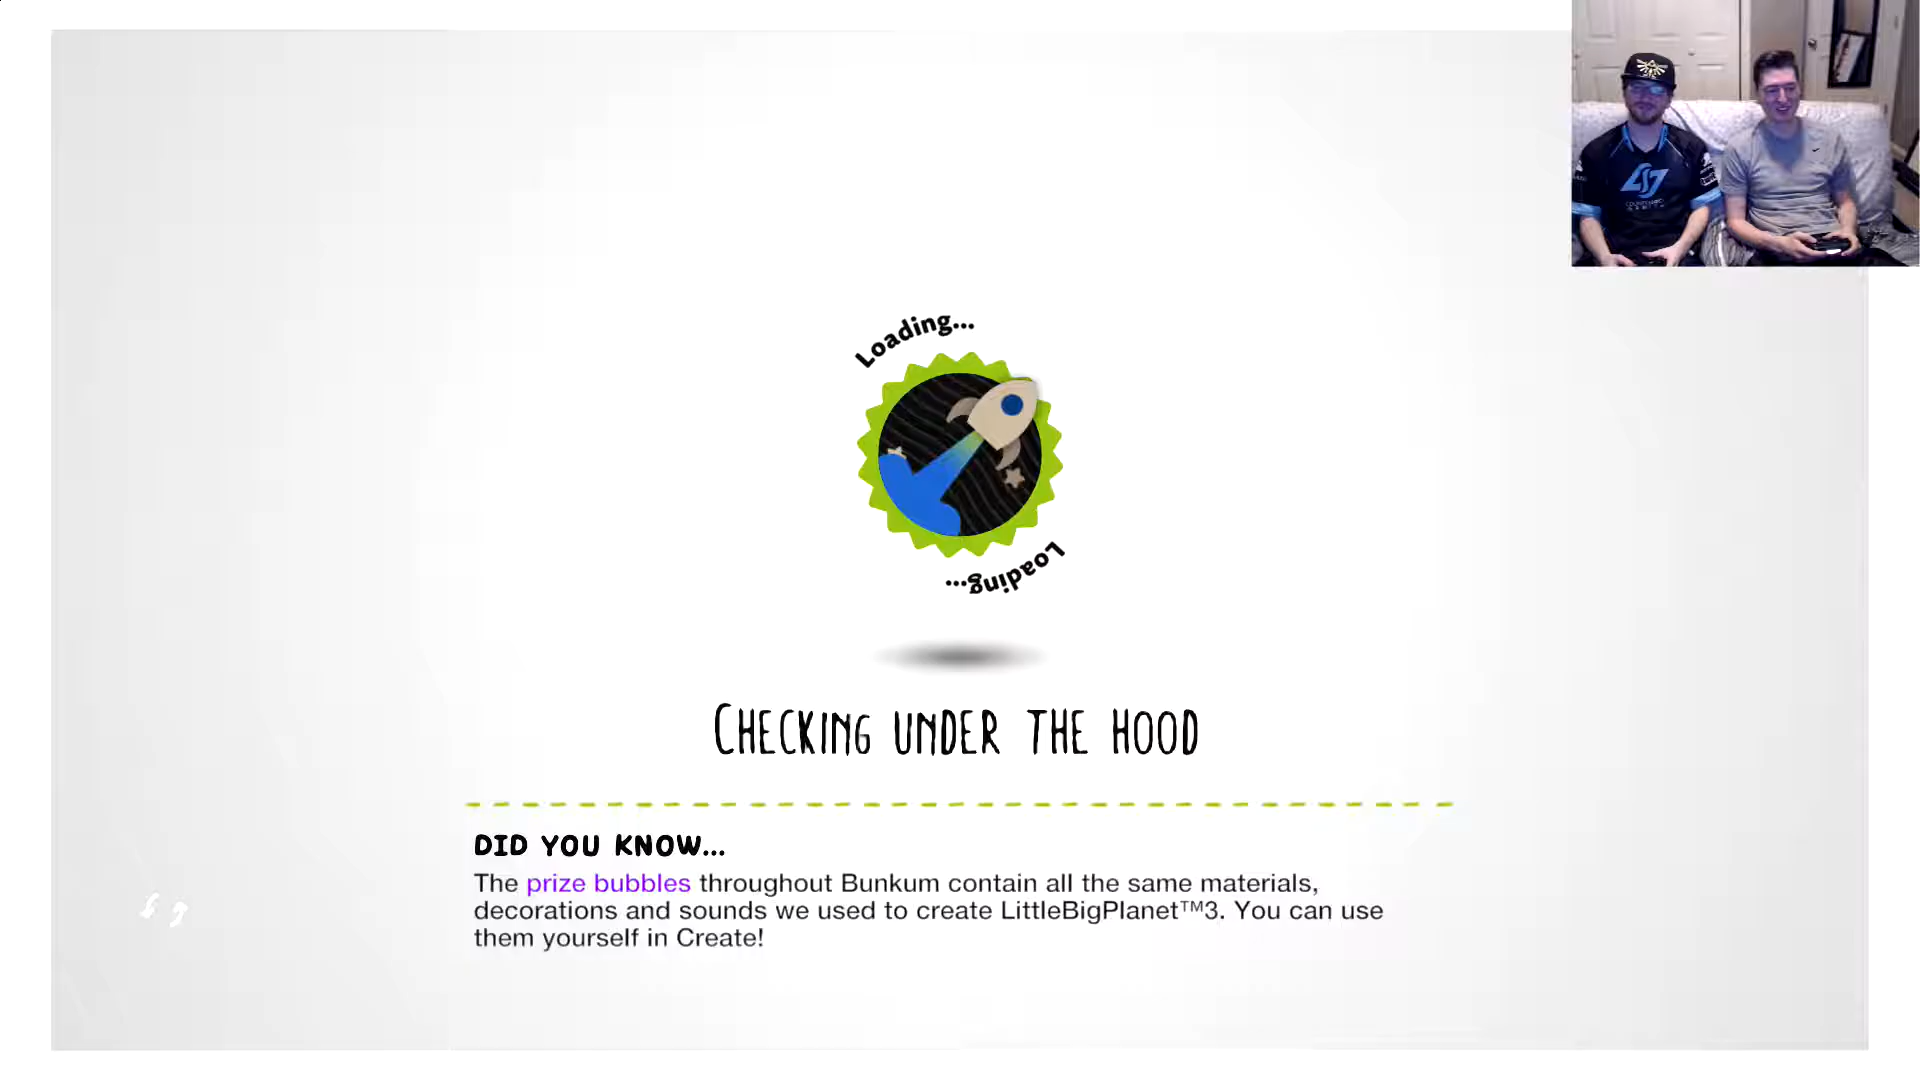 Loading...
Loading...
CHECKING UNDER THE HOOD
DID YOU KNOW...
The prize bubbles throughout Bunkum contain all the same materials,
decorations and sounds we used to create LittleBigPlanet™3. You can use
them yourself in Create!